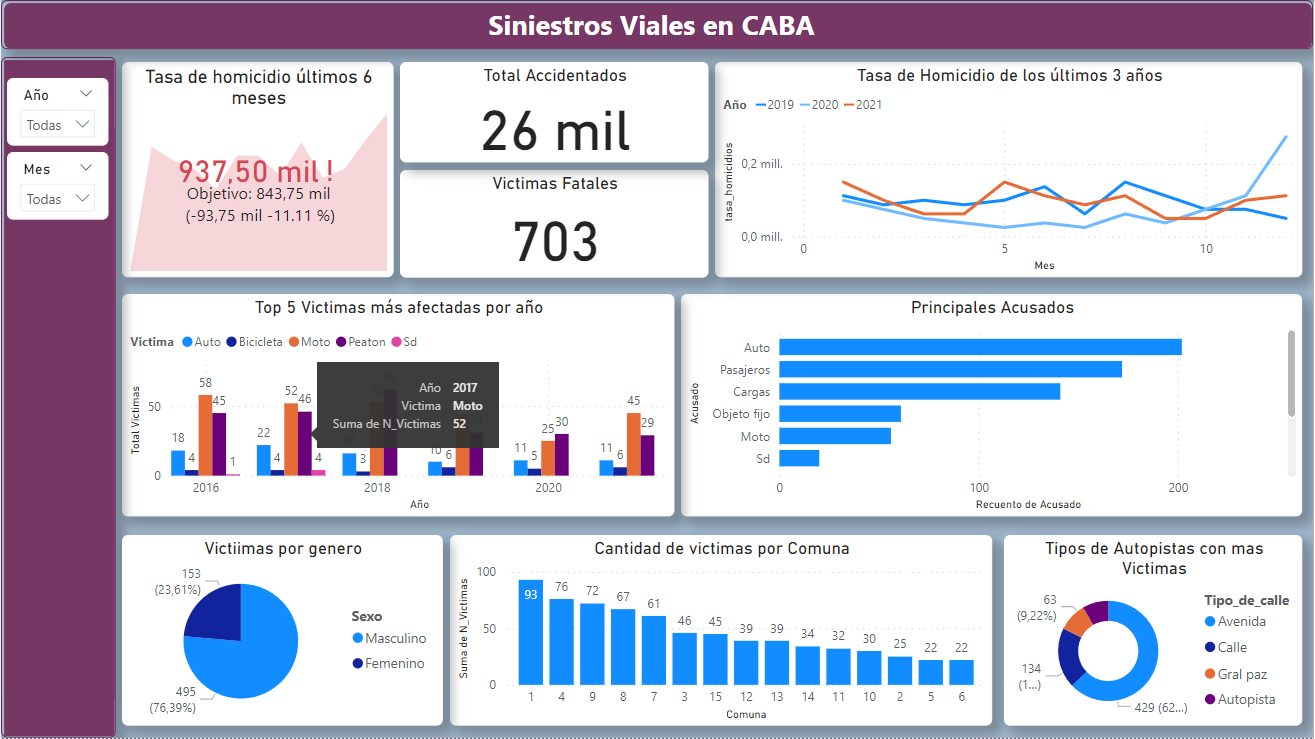 Siniestros Viales en CABA
Año
Todas
Mes
Todas
Tasa de homicidio últimos 6
meses
937,50 mil !
Objetivo: 843,75 mil
(-93,75 mil -11.11 %)
Total Accidentados
26 mil
Victimas Fatales
703
Tasa de Homicidio de los últimos 3 años
Año 2019 2020 2021
tasa_homicidios
0,2 mill.
0,0 mill.
0 5 10
Mes
Top 5 Victimas más afectadas por año
Victima Auto Bicicleta Moto Peaton Sd
Total Victimas
50
0
18 4 58 45 1
22 4 52 46 4
3
10 6
11 5 25 30
11 6 45 29
2016 2018 2020
Año
Año 2017
Victima Moto
Suma de N_Victimas 52
Principales Acusados
Acusado
Auto
Pasajeros
Cargas
Objeto fijo
Moto
Sd
0 100 200
Recuento de Acusado
Victiimas por genero
153
(23,61%)
495
(76,39%)
Sexo
Masculino
Femenino
Cantidad de victimas por Comuna
Suma de N_Victimas
100
50
0
93 76 72 67 61 46 45 39 39 34 32 30 25 22 22
1 4 9 8 7 3 15 12 13 14 11 10 2 5 6
Comuna
Tipos de Autopistas con mas
Victimas
63
(9,22%)
134
(1...)
429 (62...)
Tipo_de_calle
Avenida
Calle
Gral paz
Autopista